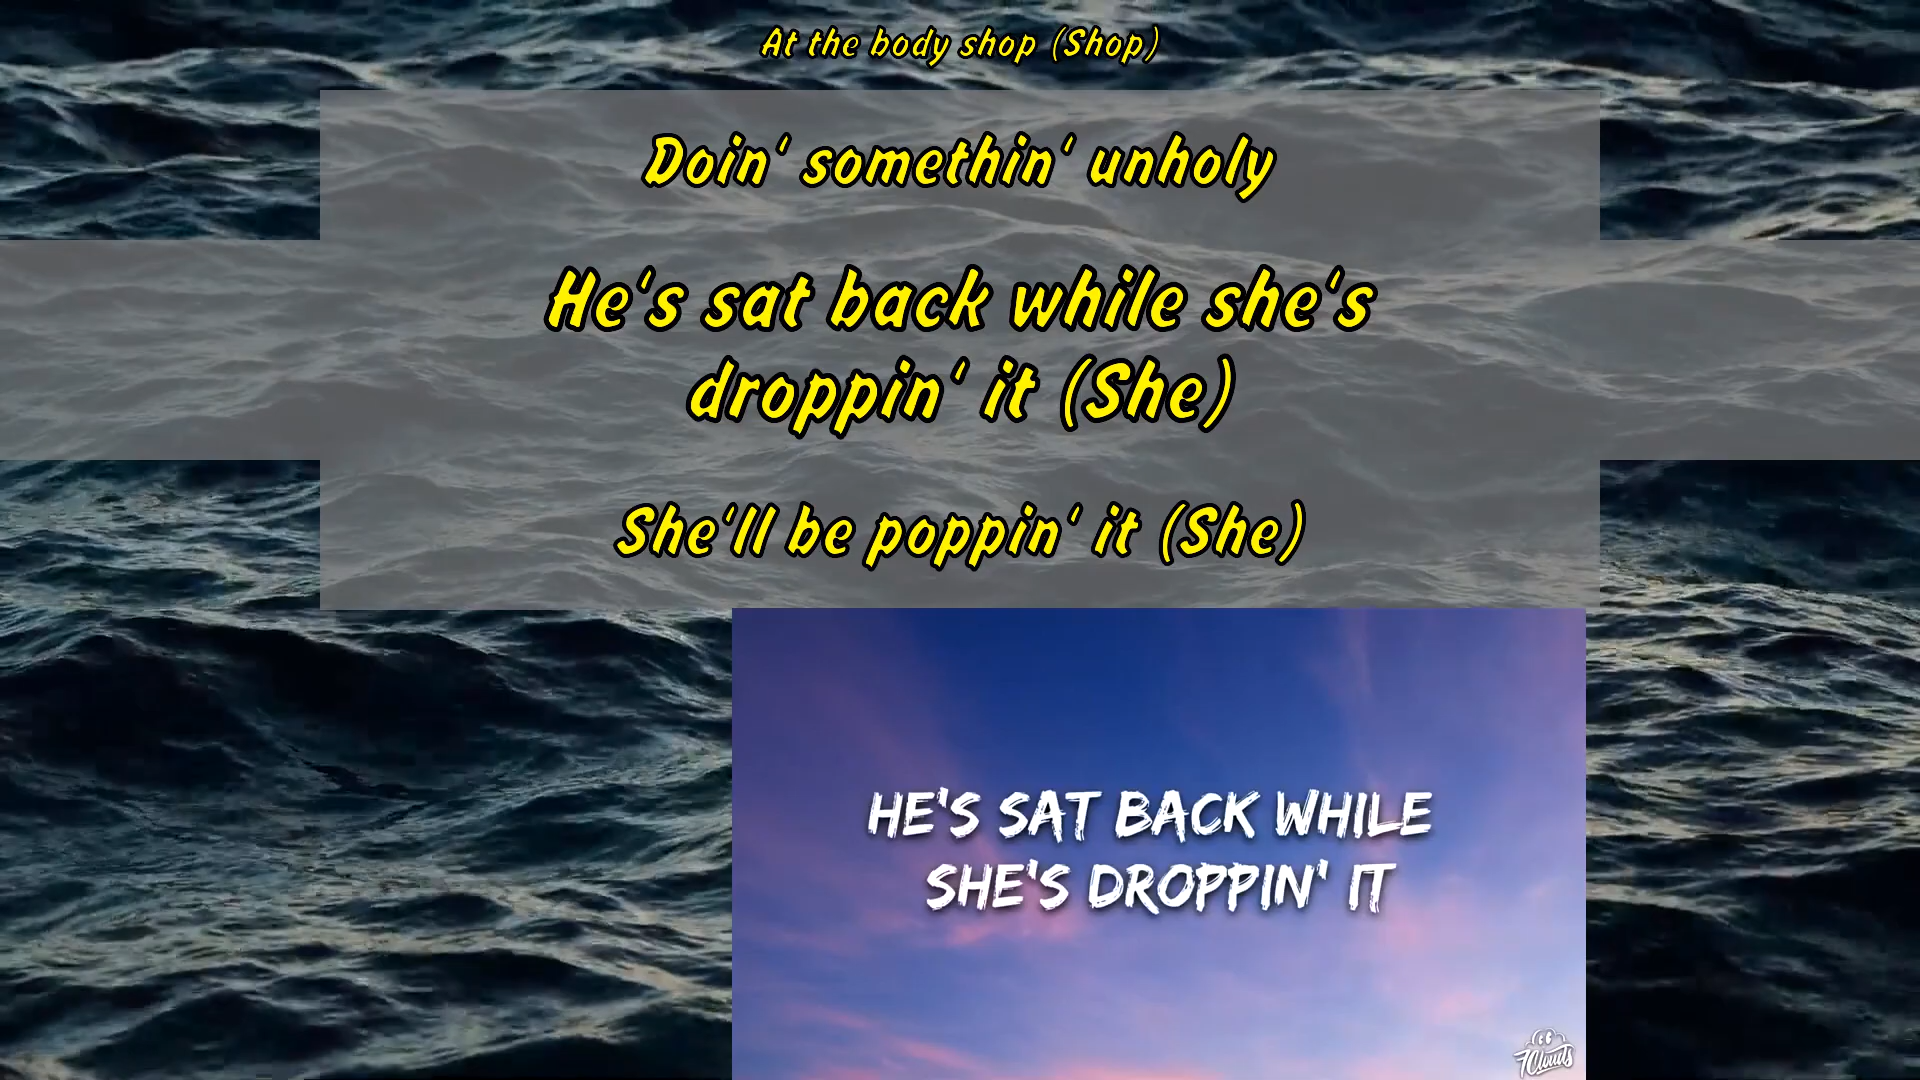 At the body shop (Shop)
Doin' somethin' unholy
He's sat back while she's
droppin' it (She)
She'll be poppin' it (She)
HE'S SAT BACK WHILE
SHE'S DROPPIN' IT
7clouds